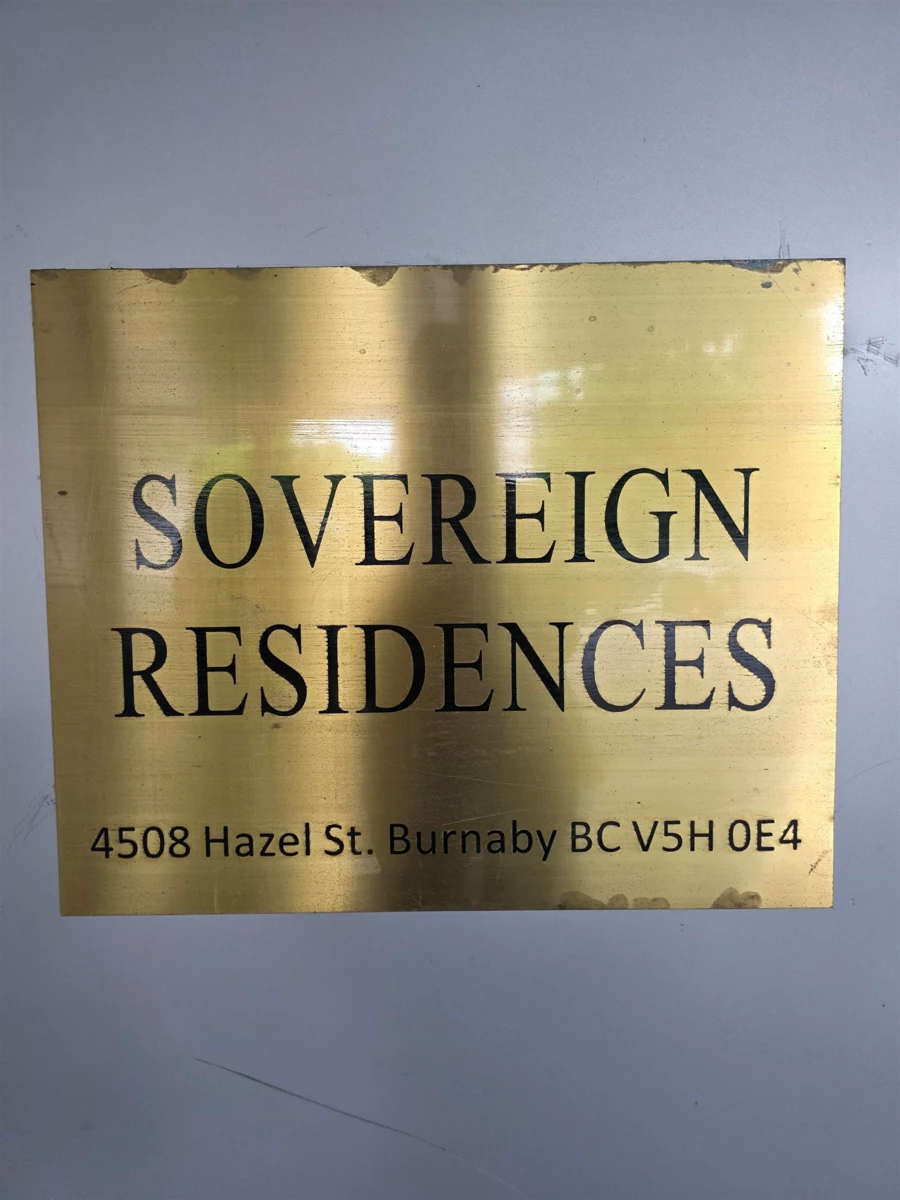 SOVEREIGN
RESIDENCES
4508 Hazel St. Burnaby BC V5H 0E4